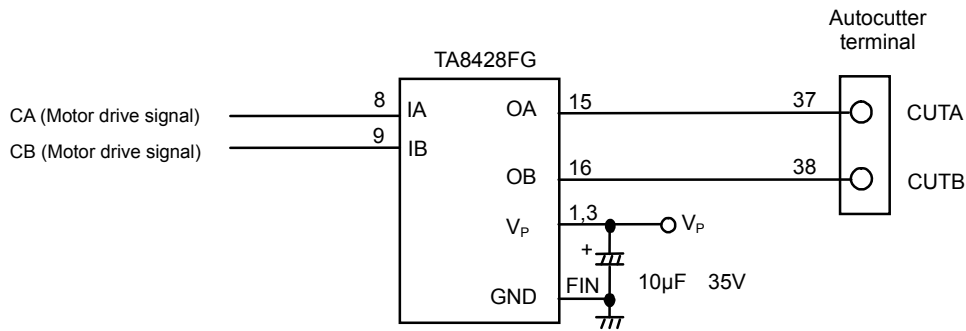 Autocutter
terminal
TA8428FG
CA (Motor drive signal) 8 IA OA 15 37 CUTA
CB (Motor drive signal) 9 IB
OB 16 38 CUTB
VP 1,3 VP
+
10µF 35V
GND FIN